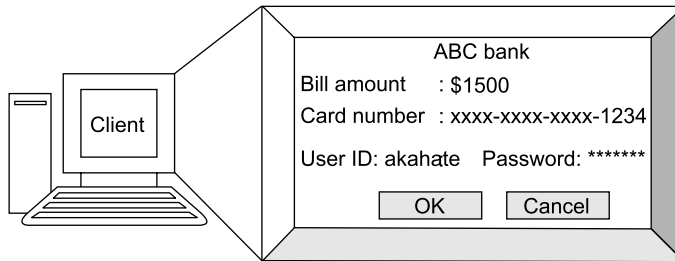 ABC bank
Bill amount : $1500
Client
Card number : xxxx-xxxx-xxxx-1234
User ID: akahate Password: *******
OK Cancel